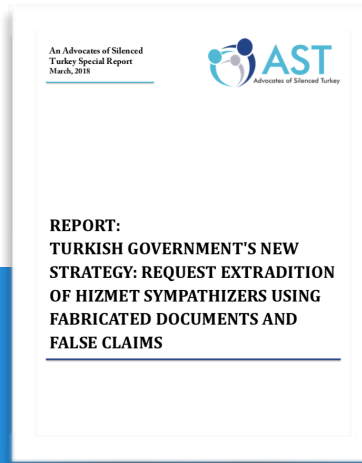 An Advocates of Silenced
Turkey Special Report
March, 2018
AST
Advocates of Silenced Turkey
REPORT:
TURKISH GOVERNMENT'S NEW
STRATEGY: REQUEST EXTRADITION
OF HIZMET SYMPATHIZERS USING
FABRICATED DOCUMENTS AND
FALSE CLAIMS